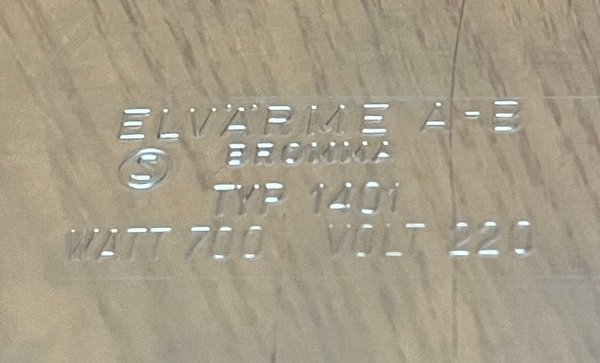 ELVÄRME A-B
S BROMMA
TYP. 1401
WATT 700 VOLT 220